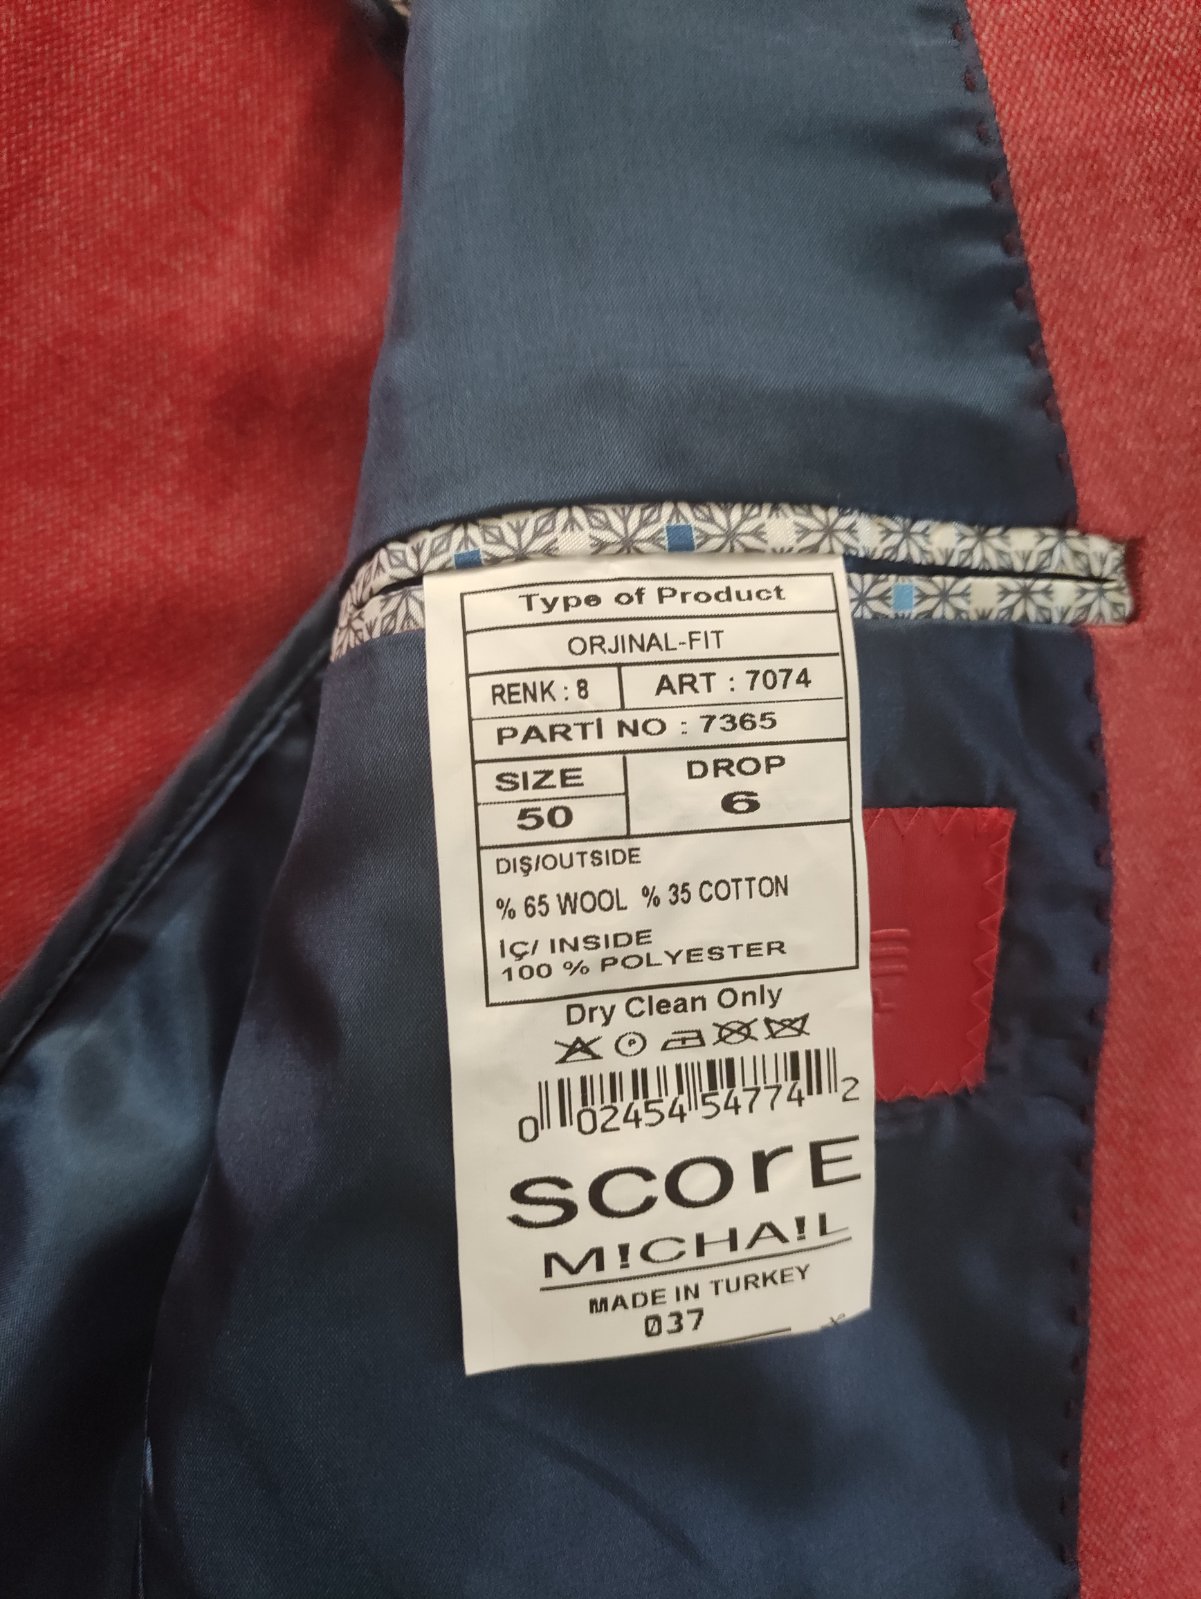 Type of Product
ORJINAL-FIT
RENK : 8 ART : 7074
PARTİ NO : 7365
SIZE DROP
50 6
DIŞ/OUTSIDE
% 65 WOOL % 35 COTTON
İÇ/ INSIDE
100 % POLYESTER
Dry Clean Only
0 02454 54774 2
SCOrE
M!CHA!L
MADE IN TURKEY
037